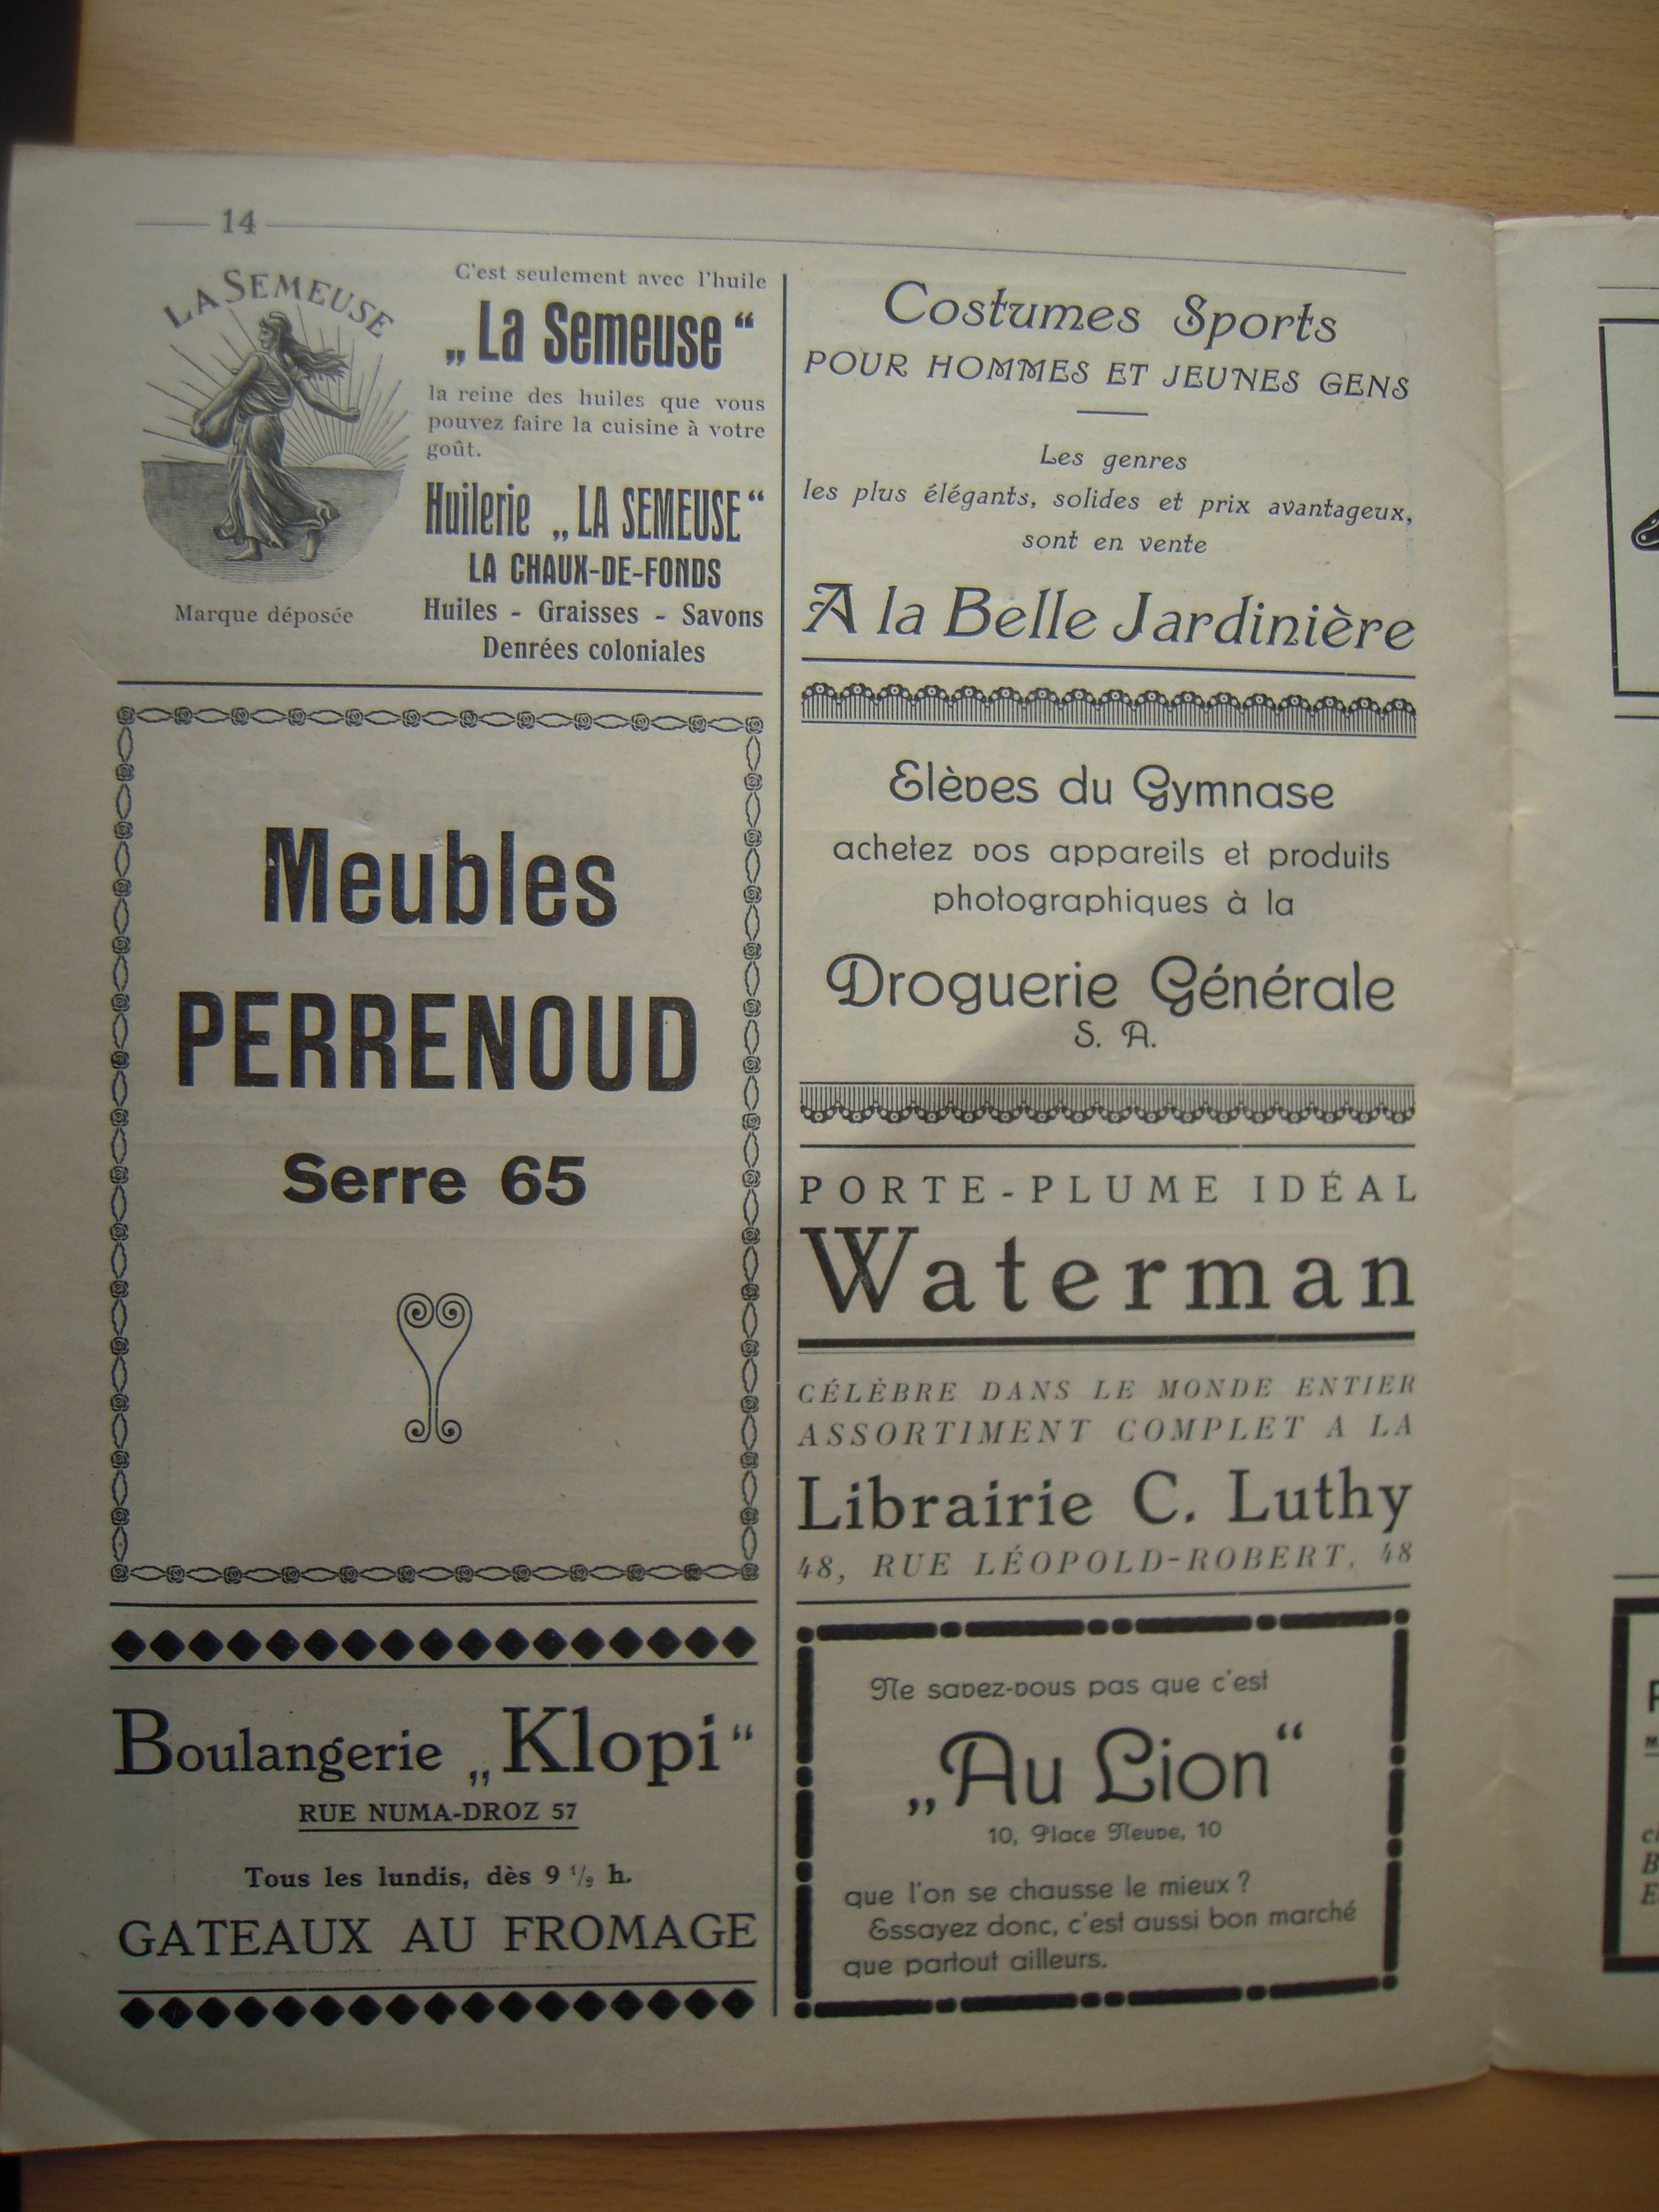 14
LA SEMEUSE
Marque déposée
C'est seulement avec l'huile
„La Semeuse“
la reine des huiles que vous
pouvez faire la cuisine à votre
goût.
Huilerie „LA SEMEUSE“
LA CHAUX-DE-FONDS
Huiles - Graisses - Savons
Denrées coloniales
Meubles
PERRENOUD
Serre 65
Boulangerie „Klopi“
RUE NUMA-DROZ 57
Tous les lundis, dès 9 ½ h.
GATEAUX AU FROMAGE
Costumes Sports
POUR HOMMES ET JEUNES GENS
Les genres
les plus élégants, solides et prix avantageux,
sont en vente
A la Belle Jardinière
Elèves du Gymnase
achetez vos appareils et produits
photographiques à la
Droguerie Générale
S. A.
PORTE-PLUME IDÉAL
Waterman
CÉLÈBRE DANS LE MONDE ENTIER
ASSORTIMENT COMPLET A LA
Librairie C. Luthy
48, RUE LÉOPOLD-ROBERT, 48
Ne savez-vous pas que c'est
„Au Lion“
10, Place Neuve, 10
que l'on se chausse le mieux ?
Essayez donc, c'est aussi bon marché
que partout ailleurs.